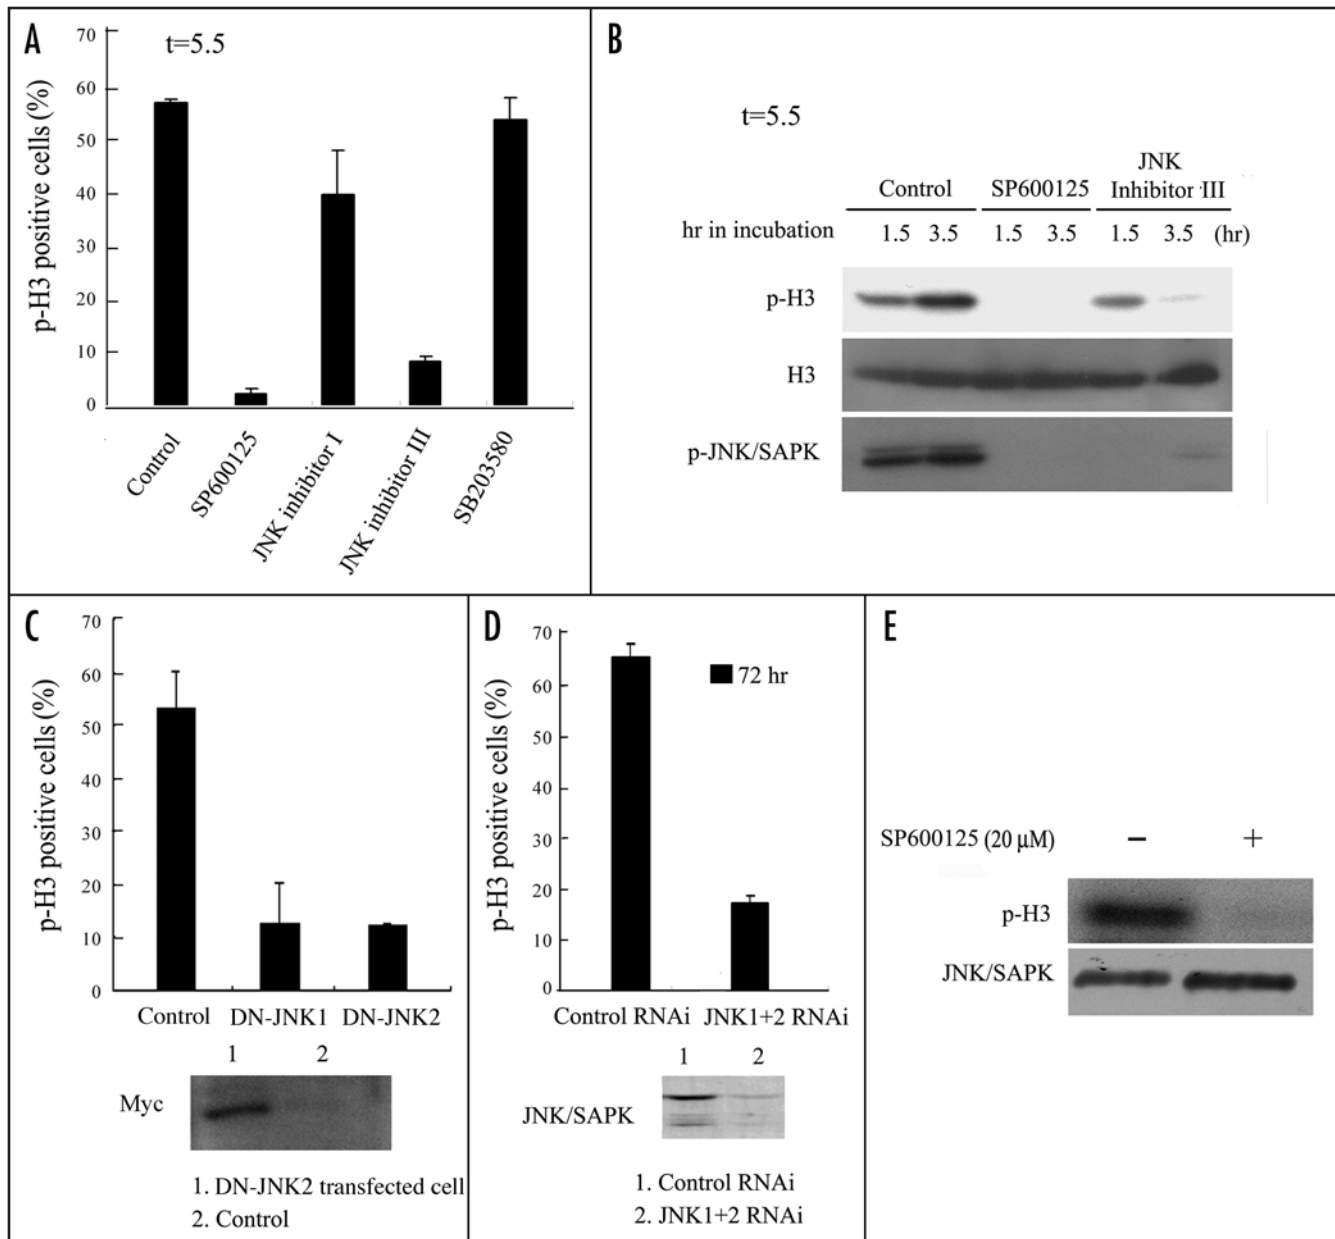 A
t=5.5
p-H3 positive cells (%)
70
60
50
40
30
20
10
0
Control
SP600125
JNK inhibitor I
JNK inhibitor III
SB203580
B
t=5.5
Control
SP600125
JNK
Inhibitor III
hr in incubation
1.5 3.5 1.5 3.5 1.5 3.5 (hr)
p-H3
H3
p-JNK/SAPK
C
p-H3 positive cells (%)
70
60
50
40
30
20
10
0
Control DN-JNK1 DN-JNK2
1 2
Myc
1. DN-JNK2 transfected cell
2. Control
D
p-H3 positive cells (%)
70
60
50
40
30
20
10
0
72 hr
Control RNAi JNK1+2 RNAi
1 2
JNK/SAPK
1. Control RNAi
2. JNK1+2 RNAi
E
SP600125 (20 μM) − +
p-H3
JNK/SAPK